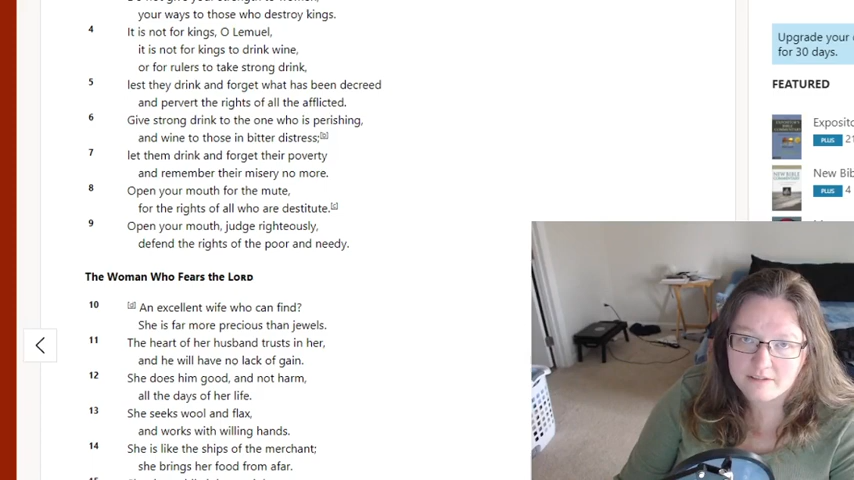 your ways to those who destroy kings.
4 It is not for kings, O Lemuel,
it is not for kings to drink wine,
or for rulers to take strong drink,
5 lest they drink and forget what has been decreed
and pervert the rights of all the afflicted.
6 Give strong drink to the one who is perishing,
and wine to those in bitter distress;
7 let them drink and forget their poverty
and remember their misery no more.
8 Open your mouth for the mute,
for the rights of all who are destitute.[c]
9 Open your mouth, judge righteously,
defend the rights of the poor and needy.
The Woman Who Fears the LORD
10 [d] An excellent wife who can find?
She is far more precious than jewels.
11 The heart of her husband trusts in her,
and he will have no lack of gain.
12 She does him good, and not harm,
all the days of her life.
13 She seeks wool and flax,
and works with willing hands.
14 She is like the ships of the merchant;
she brings her food from afar.
Upgrade your
for 30 days.
FEATURED
Exposito
PLUS
New Bib
PLUS 4